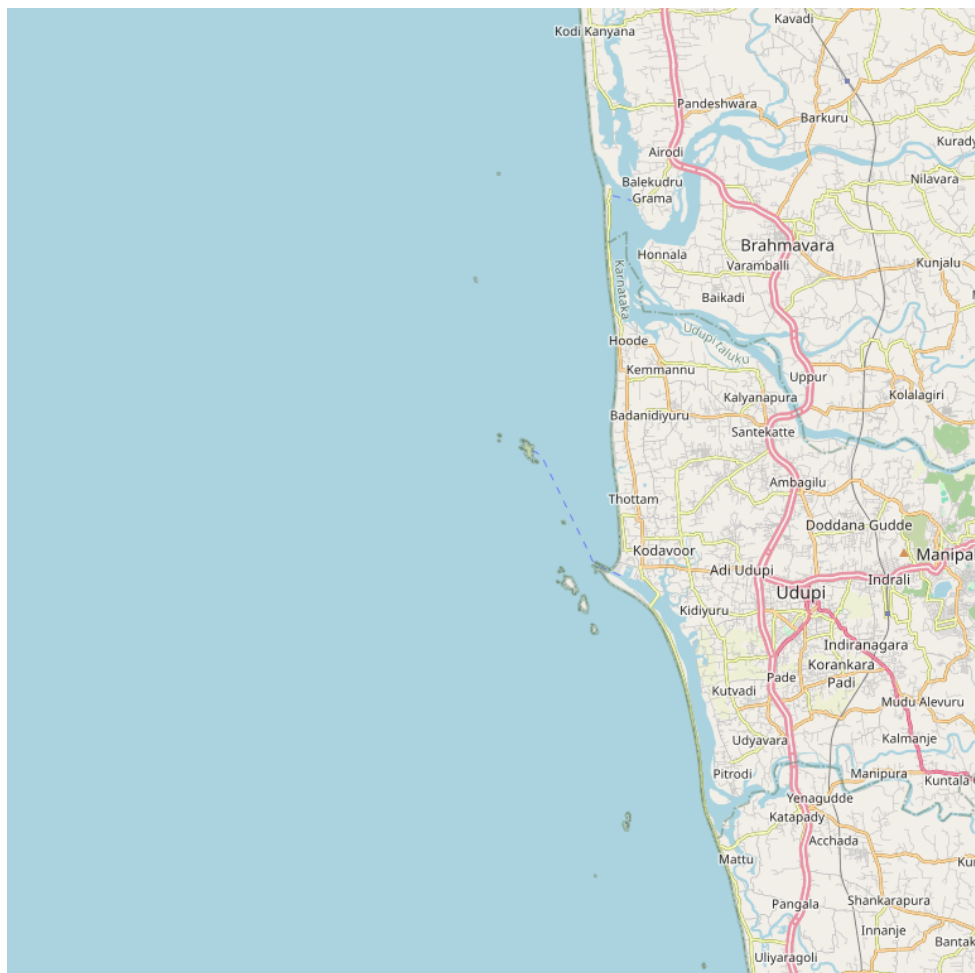 Kavadi
Kodi Kanyana
Pandeshwara
Barkuru
Kurady
Airodi
Nilavara
Balekudru
Grama
Brahmavara
Honnala
Kunjalu
Varamballi
Karnataka
Baikadi
Udupi taluku
Hoode
Kemmannu
Uppur
Kolalagiri
Kalyanapura
Badanidiyuru
Santekatte
Ambagilu
Thottam
Doddana Gudde
Kodavoor
Manipal
Adi Udupi
Indrali
Udupi
Kidiyuru
Indiranagara
Korankara
Padi
Pade
Kutvadi
Mudu Alevuru
Udyavara
Kalmanje
Pitrodi
Manipura
Kuntala
Yenagudde
Katapady
Acchada
Mattu
Kur
Pangala
Shankarapura
Innanje
Bantak
Uliyaragoli